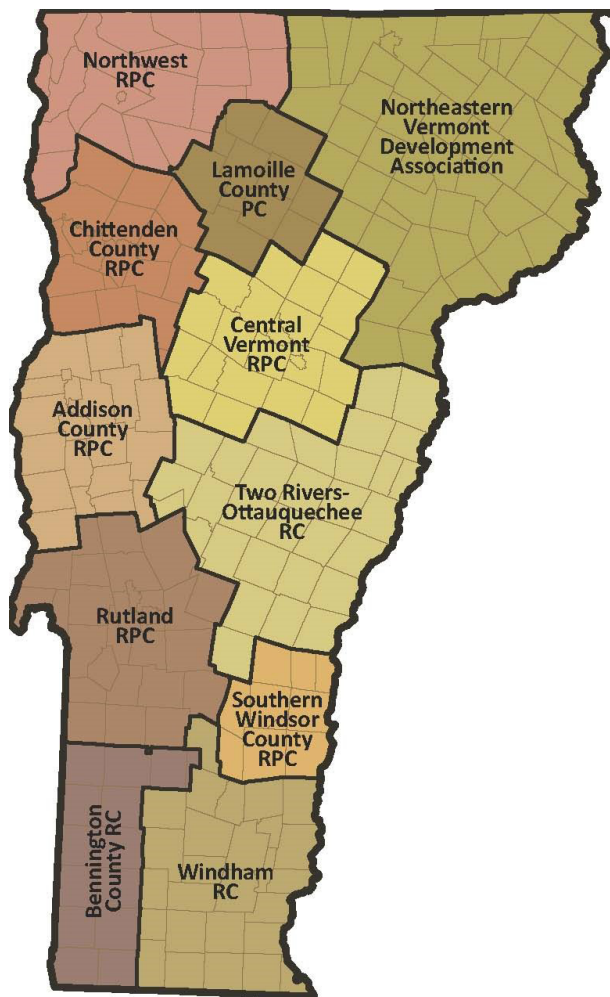 Northwest
RPC
Northeastern
Vermont
Development
Association
Lamoille
County
PC
Chittenden
County
RPC
Central
Vermont
RPC
Addison
County
RPC
Two Rivers-
Ottauquechee
RC
Rutland
RPC
Southern
Windsor
County
RPC
Bennington
County RC
Windham
RC